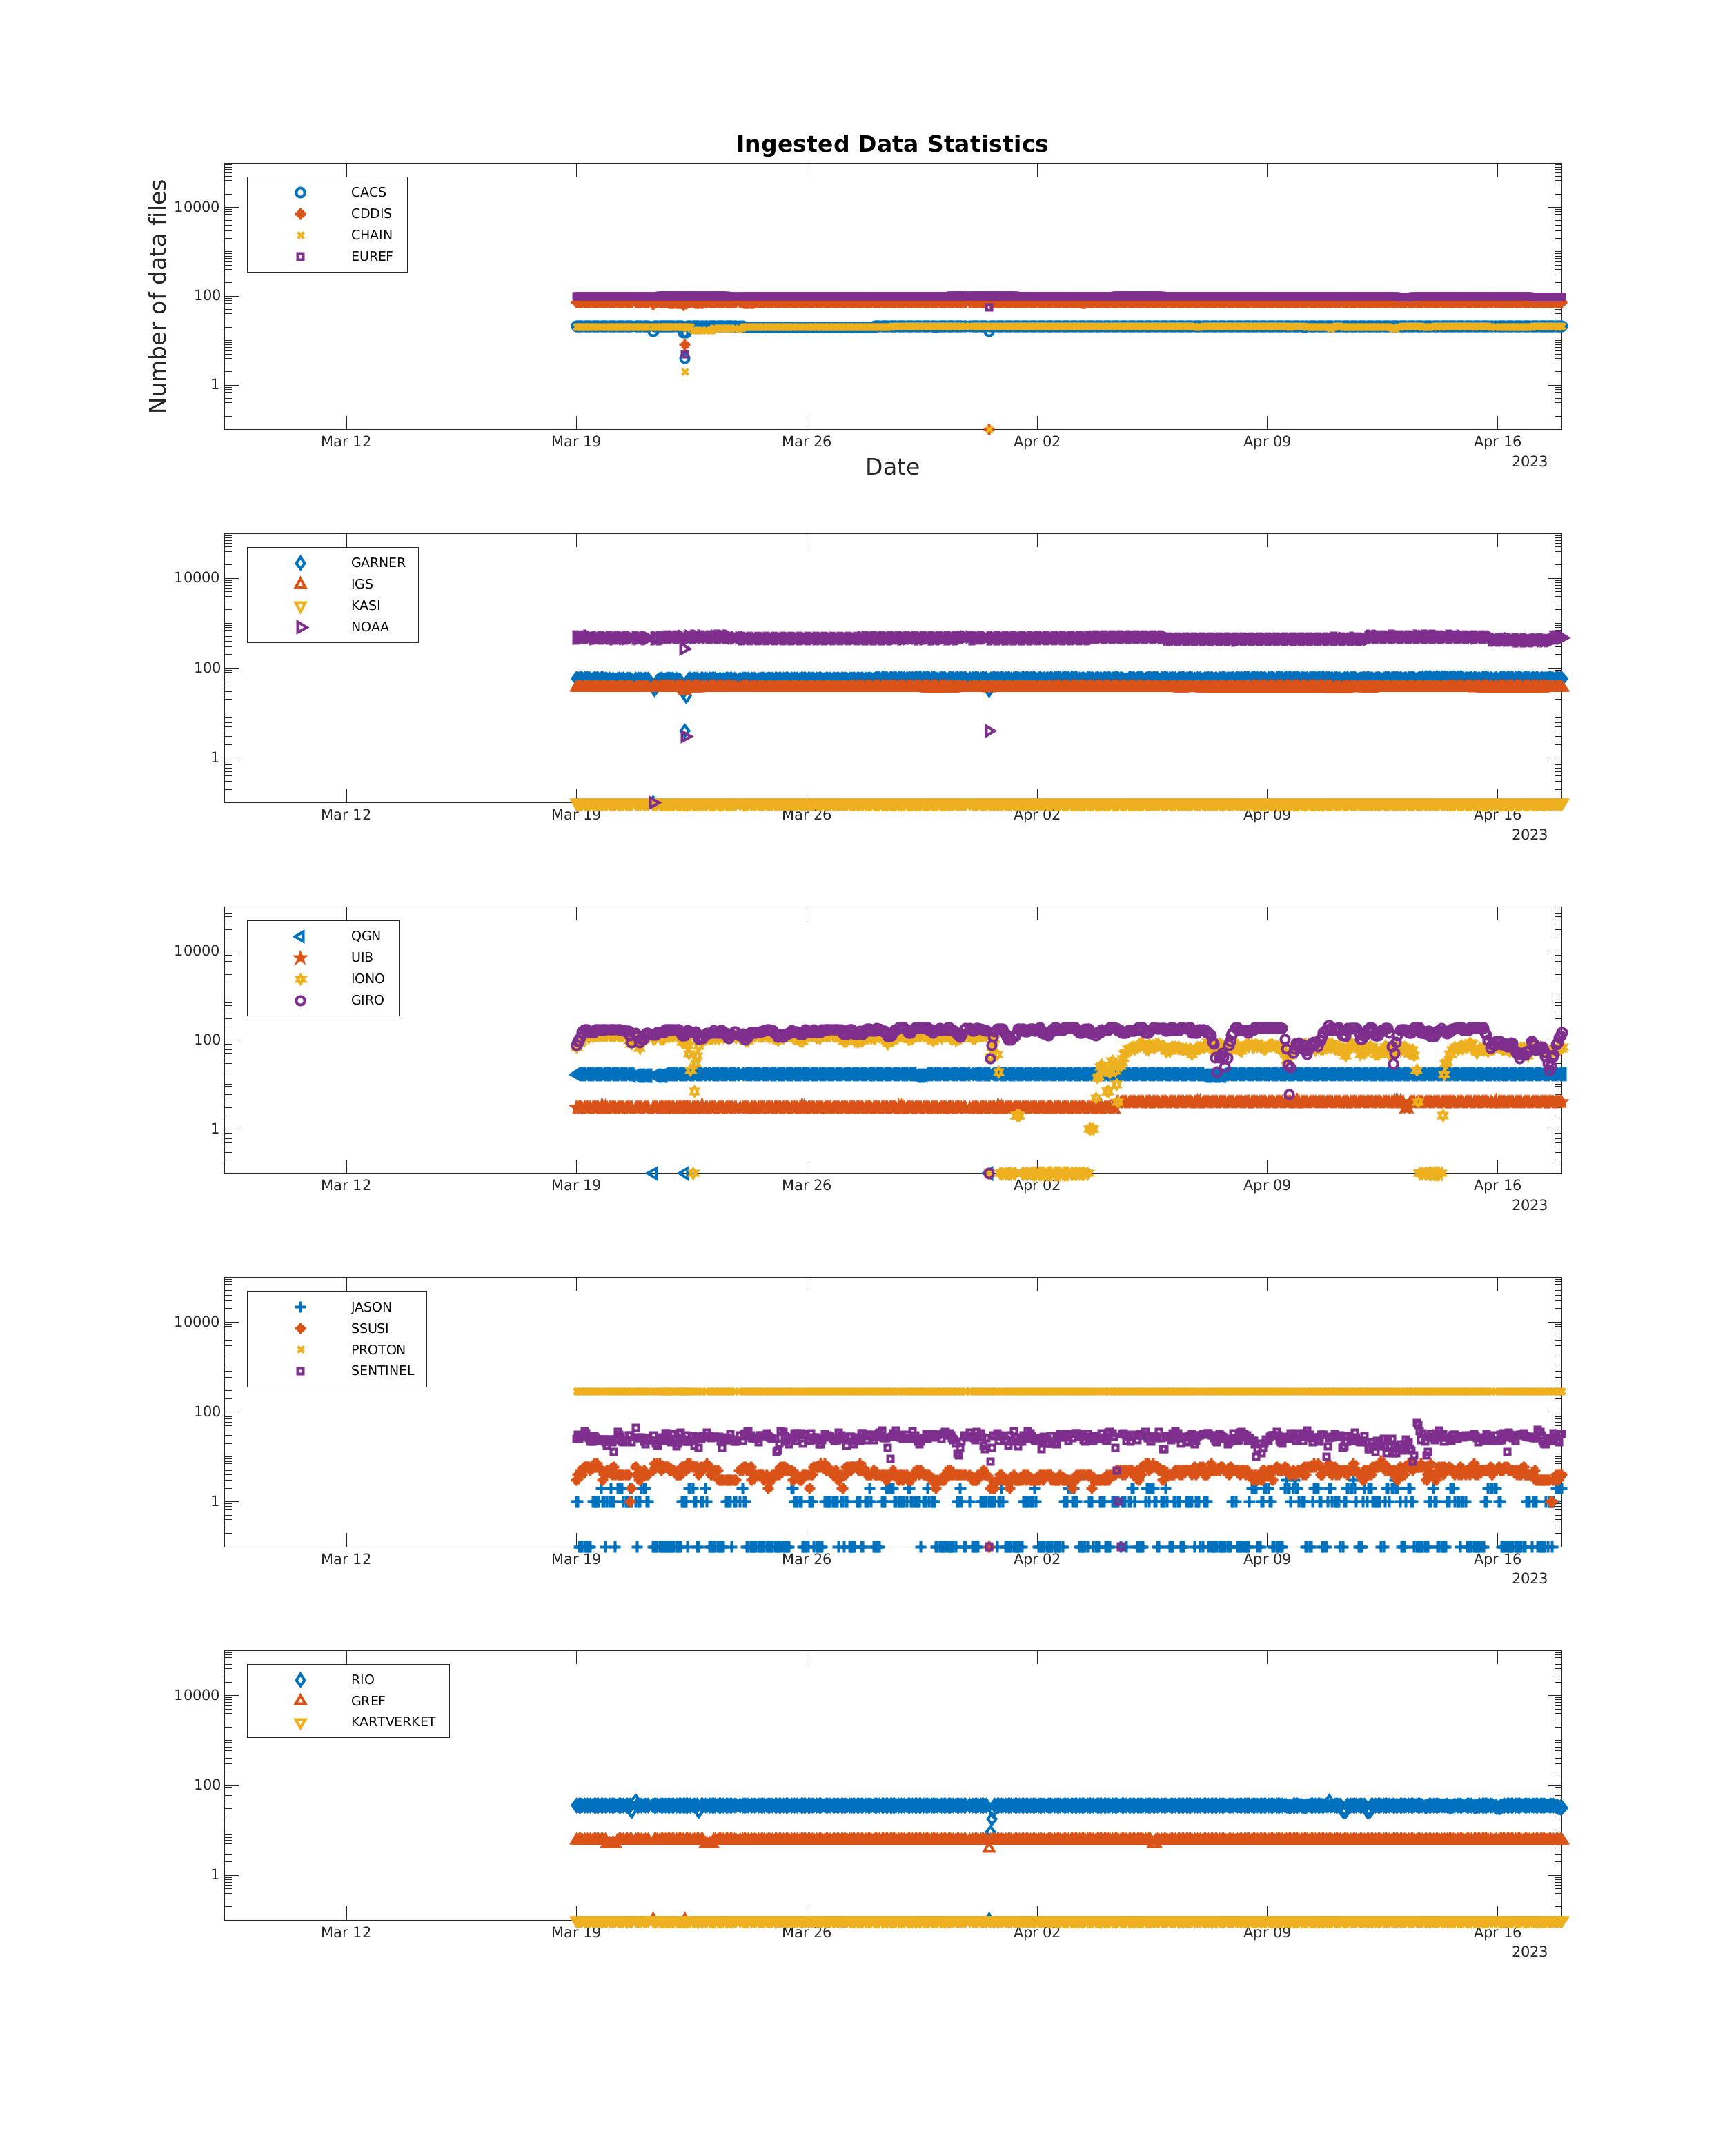 Ingested Data Statistics
Number of data files
10000
100
1
CACS
CDDIS
CHAIN
EUREF
Mar 12 Mar 19 Mar 26 Apr 02 Apr 09 Apr 16
2023
Date
10000
100
1
GARNER
IGS
KASI
NOAA
Mar 12 Mar 19 Mar 26 Apr 02 Apr 09 Apr 16
2023
10000
100
1
QGN
UIB
IONO
GIRO
Mar 12 Mar 19 Mar 26 Apr 02 Apr 09 Apr 16
2023
10000
100
1
JASON
SSUSI
PROTON
SENTINEL
Mar 12 Mar 19 Mar 26 Apr 02 Apr 09 Apr 16
2023
10000
100
1
RIO
GREF
KARTVERKET
Mar 12 Mar 19 Mar 26 Apr 02 Apr 09 Apr 16
2023